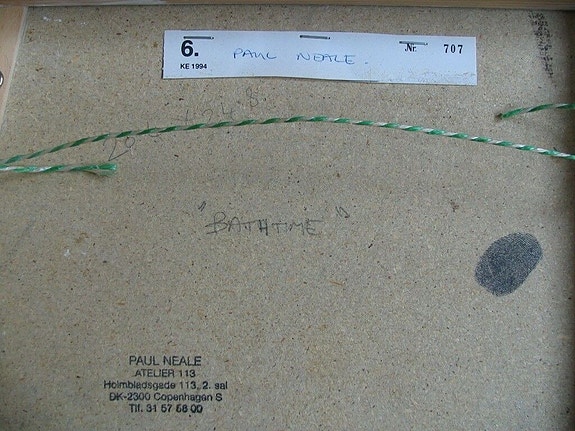 6.
KE 1994
PAUL NEALE.
Nr. 707
"BATHTIME"
PAUL NEALE
ATELIER 113
Holmbladsgade 113, 2. sal
DK-2300 Copenhagen S
Tlf. 31 57 58 00